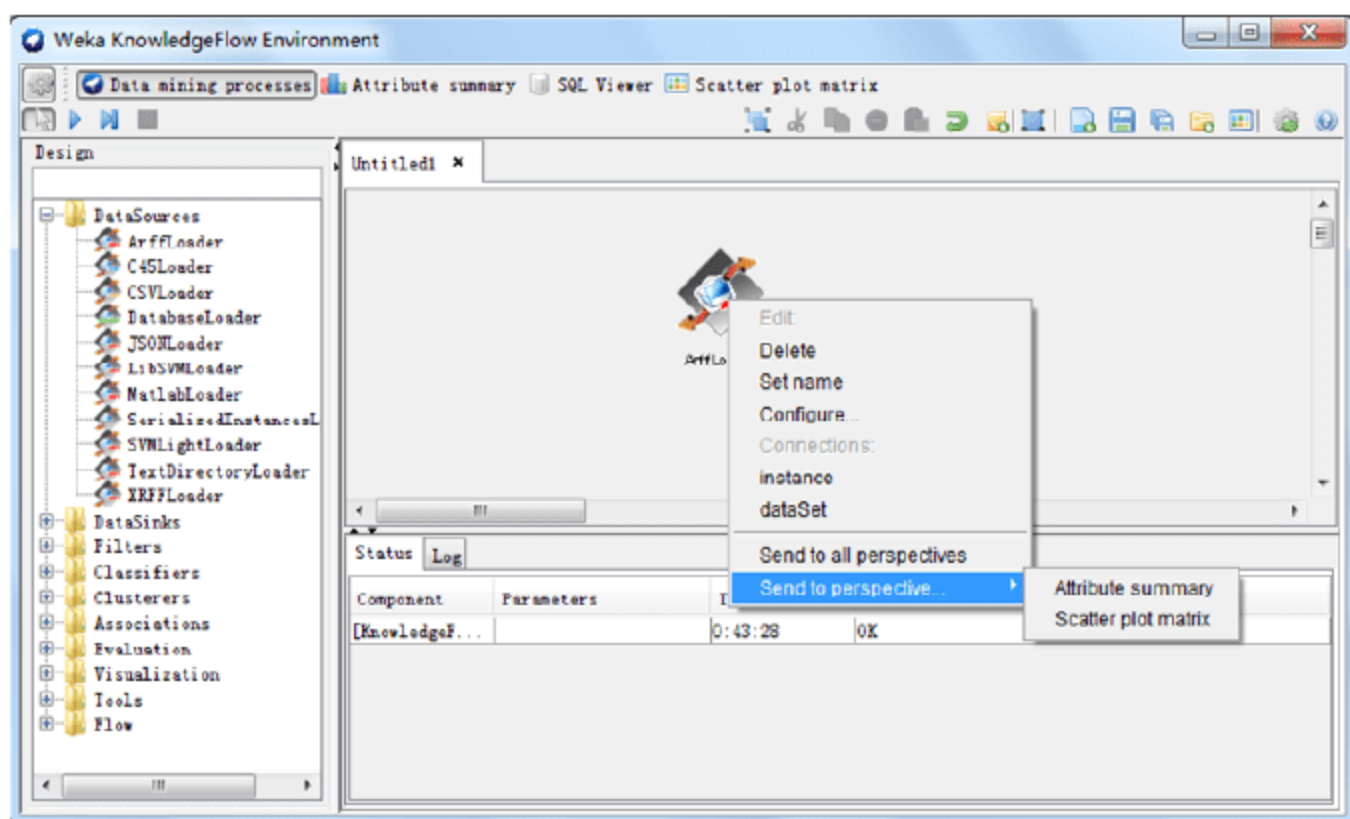 Weka KnowledgeFlow Environment
Data mining processes Attribute summary SQL Viewer Scatter plot matrix
Design
Untitled1
DataSources
ArffLoader
C45Loader
CSVLoader
DatabaseLoader
JSONLoader
LibSVMLoader
MatlabLoader
SerializedInstancesL
SVMLightLoader
TextDirectoryLoader
XRFFLoader
DataSinks
Filters
Classifiers
Clusterers
Associations
Evaluation
Visualization
Tools
Flow
ArffLo
Edit:
Delete
Set name
Configure...
Connections:
instance
dataSet
Send to all perspectives
Send to perspective...
Attribute summary
Scatter plot matrix
Status Log
Component Parameters
[KnowledgeF... 0:43:28 OK